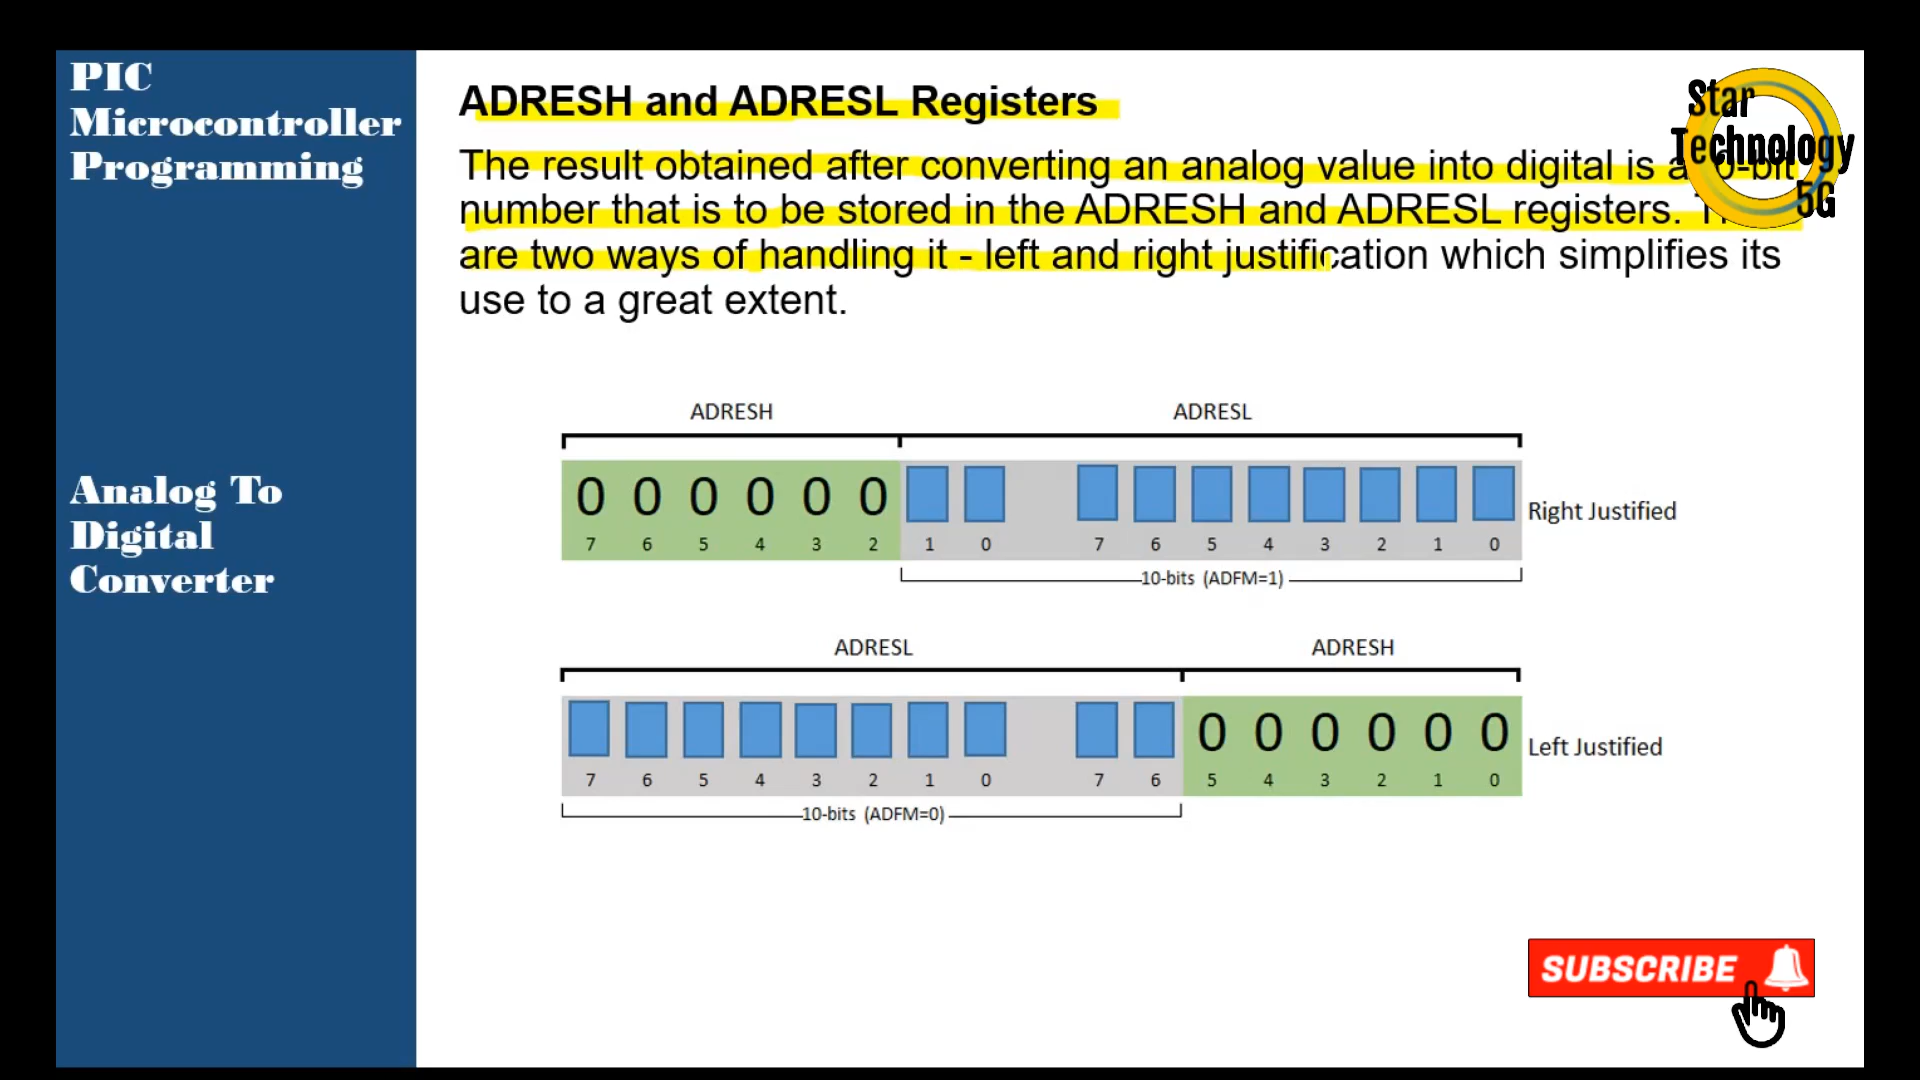 PIC
Microcontroller
Programming
Analog To
Digital
Converter
ADRESH and ADRESL Registers
The result obtained after converting an analog value into digital is a
number that is to be stored in the ADRESH and ADRESL registers.
are two ways of handling it - left and right justification which simplifies its
use to a great extent.
Star
Technology
5G
ADRESH ADRESL
0 0 0 0 0 0
7 6 5 4 3 2 1 0 7 6 5 4 3 2 1 0
Right Justified
10-bits (ADFM=1)
ADRESL ADRESH
0 0 0 0 0 0
7 6 5 4 3 2 1 0 7 6 5 4 3 2 1 0
Left Justified
10-bits (ADFM=0)
SUBSCRIBE